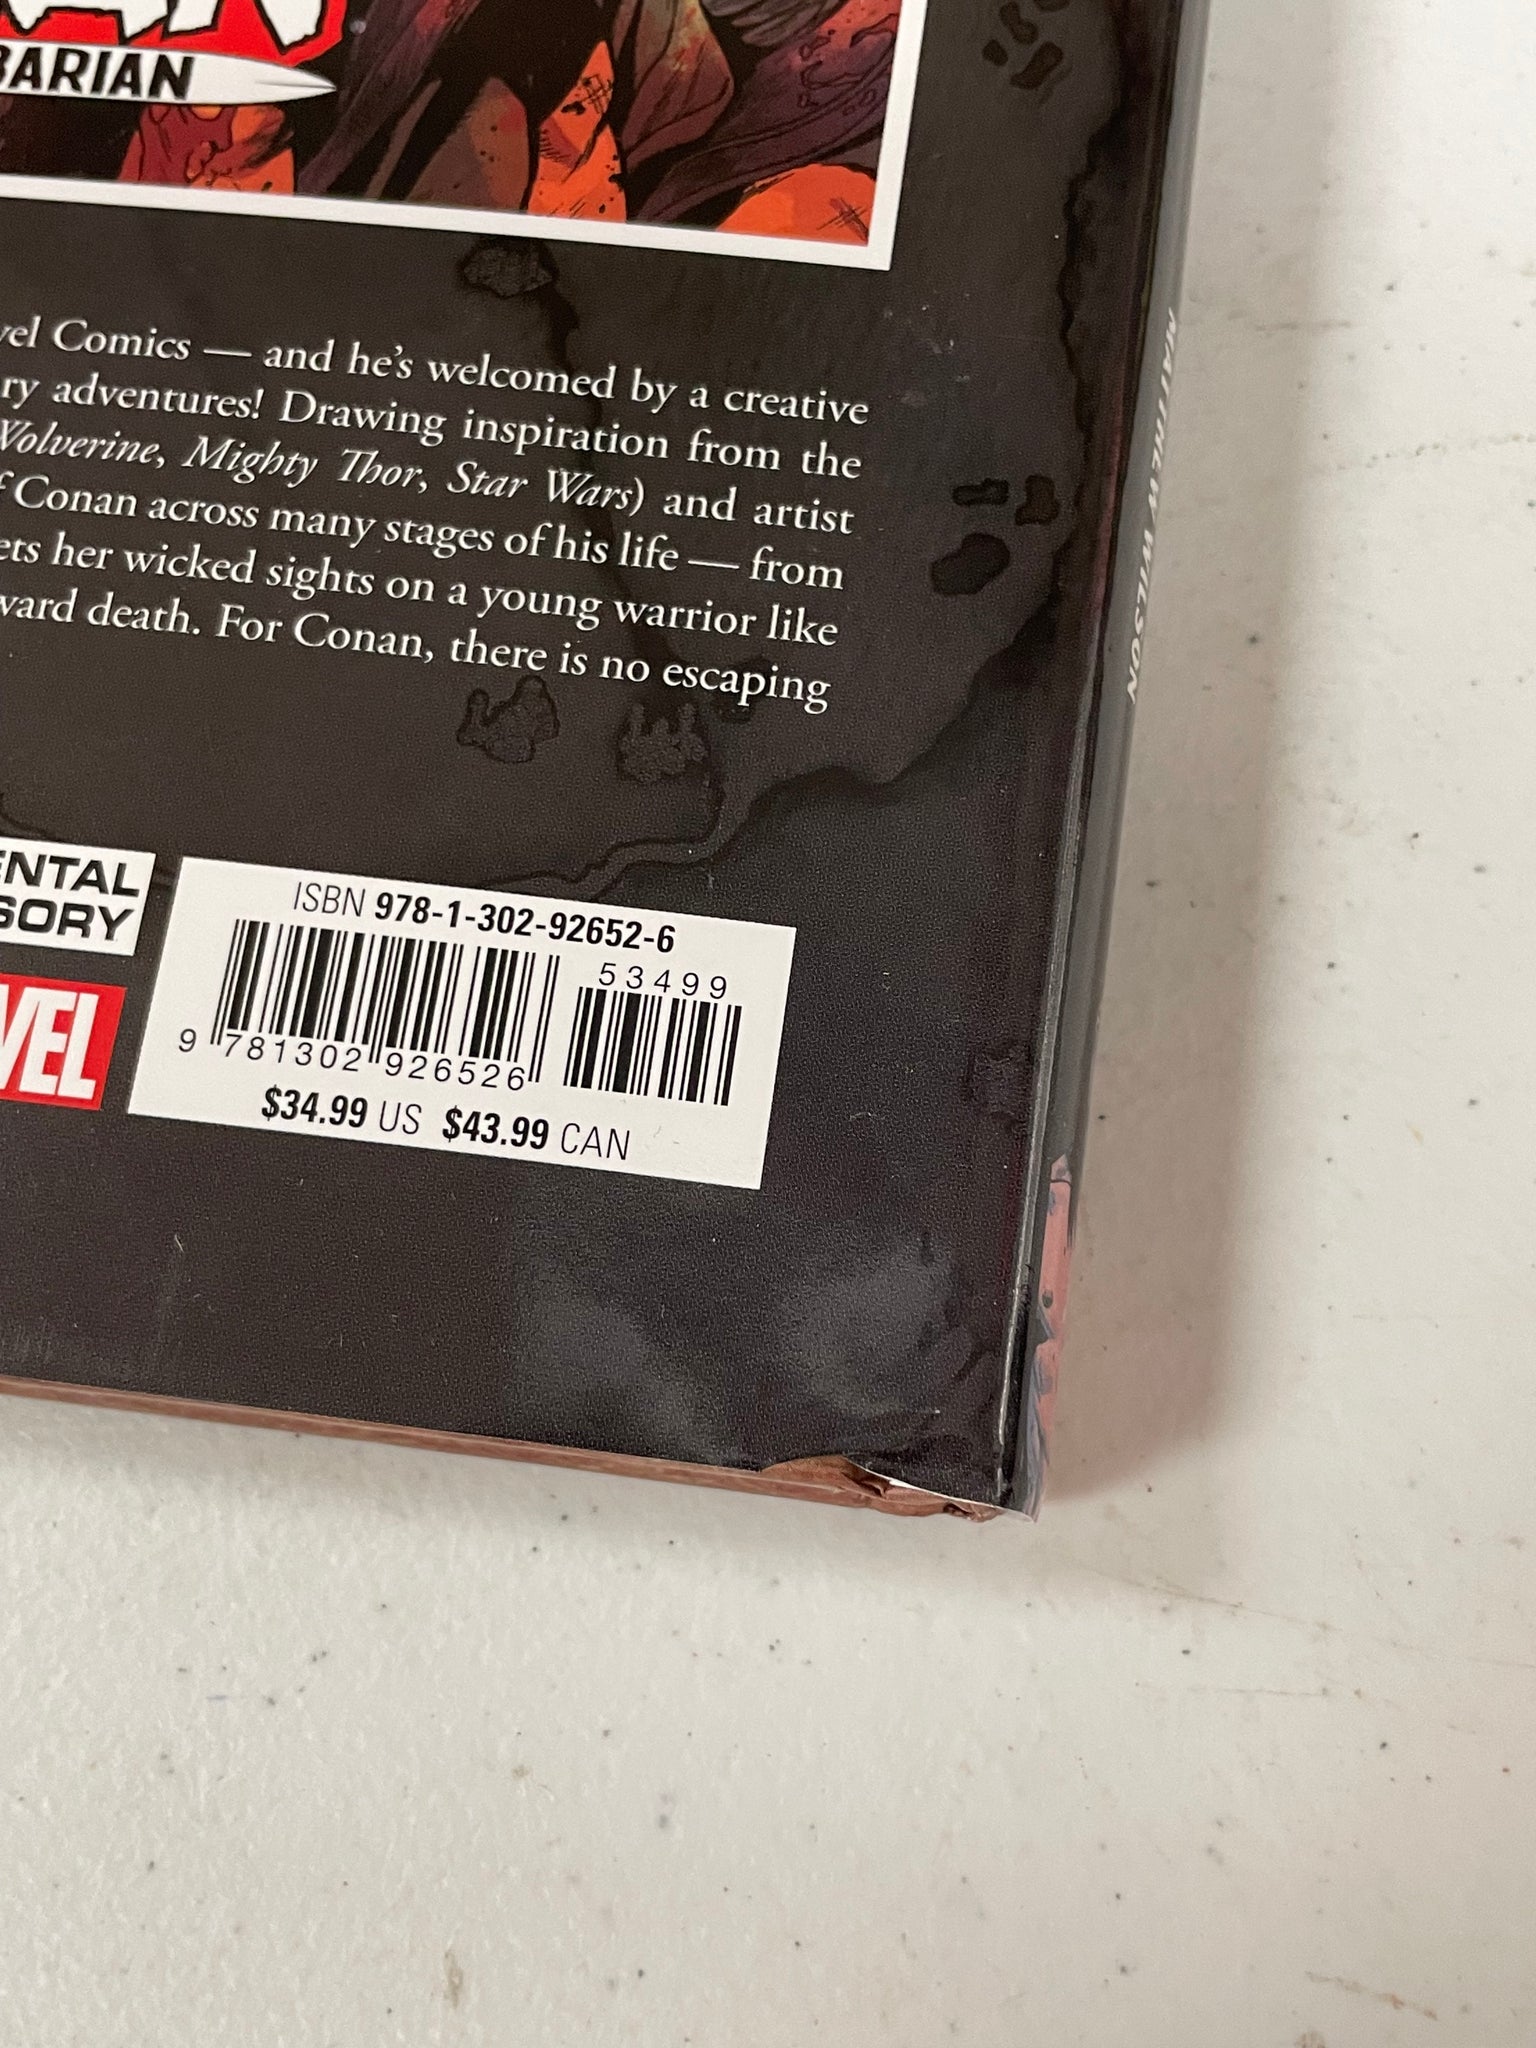 BARIAN
vel Comics — and he's welcomed by a creative
ry adventures! Drawing inspiration from the
Wolverine, Mighty Thor, Star Wars) and artist
f Conan across many stages of his life — from
ets her wicked sights on a young warrior like
ward death. For Conan, there is no escaping
MATTHEW WILSON
ENTAL
SORY
VEL
ISBN 978-1-302-92652-6
53499
9 781302 926526
$34.99 US $43.99 CAN